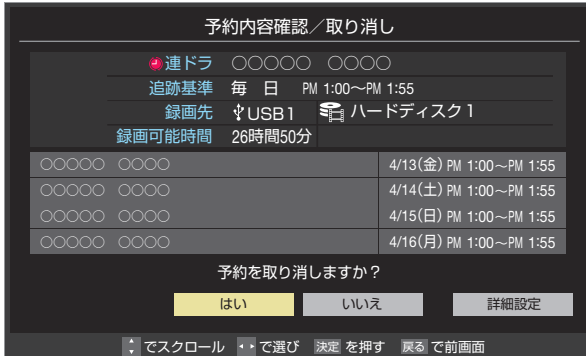 予約内容確認／取り消し
連ドラ ○○○○○ ○○○○
追跡基準 毎 日 PM 1:00～PM 1:55
録画先 USB1 ハードディスク1
録画可能時間 26時間50分
○○○○○ ○○○○ 4/13(金) PM 1:00～PM 1:55
○○○○○ ○○○○ 4/14(土) PM 1:00～PM 1:55
○○○○○ ○○○○ 4/15(日) PM 1:00～PM 1:55
○○○○○ ○○○○ 4/16(月) PM 1:00～PM 1:55
予約を取り消しますか？
はい いいえ 詳細設定
でスクロール で選び 決定 を押す 戻る で前画面